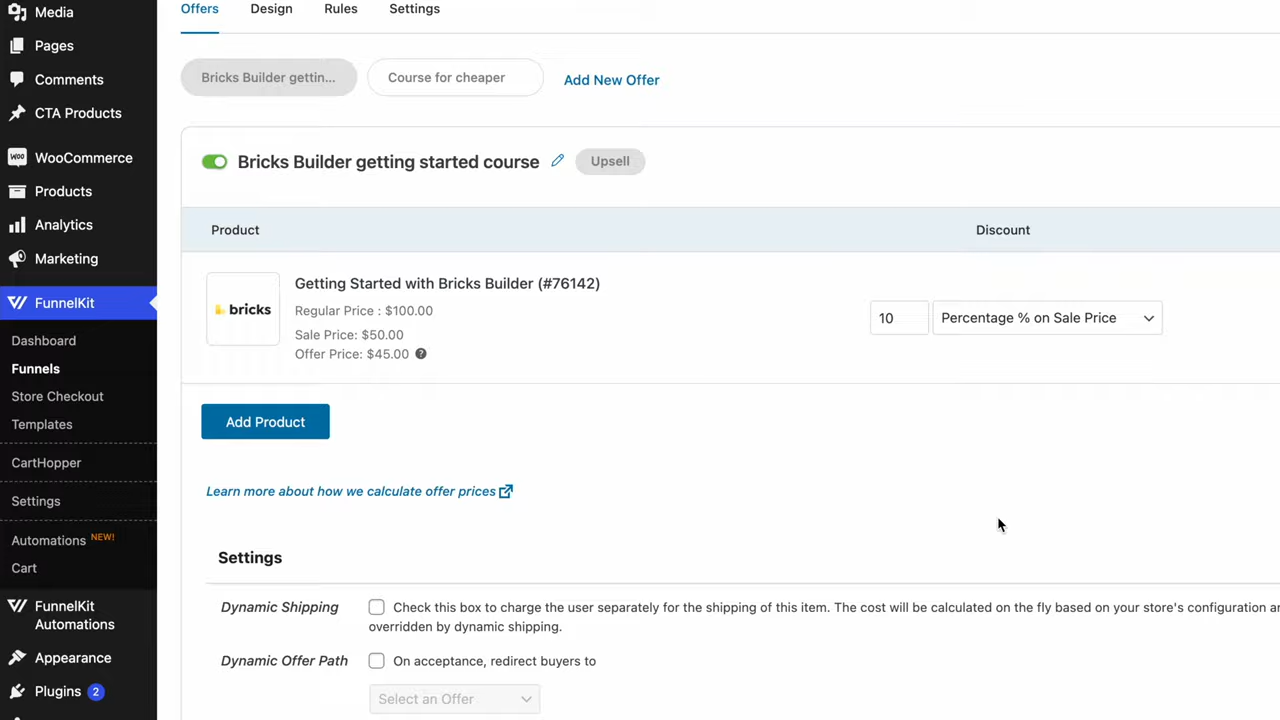 Media
Pages
Comments
CTA Products
WooCommerce
Products
Analytics
Marketing
FunnelKit
Dashboard
Funnels
Store Checkout
Templates
CartHopper
Settings
Automations NEW!
Cart
FunnelKit
Automations
Appearance
Plugins 2
Offers Design Rules Settings
Bricks Builder gettin... Course for cheaper Add New Offer
Bricks Builder getting started course Upsell
Product Discount
bricks
Getting Started with Bricks Builder (#76142)
Regular Price : $100.00
Sale Price: $50.00
Offer Price: $45.00 ?
10 Percentage % on Sale Price
Add Product
Learn more about how we calculate offer prices
Settings
Dynamic Shipping Check this box to charge the user separately for the shipping of this item. The cost will be calculated on the fly based on your store's configuration
overridden by dynamic shipping.
Dynamic Offer Path On acceptance, redirect buyers to
Select an Offer